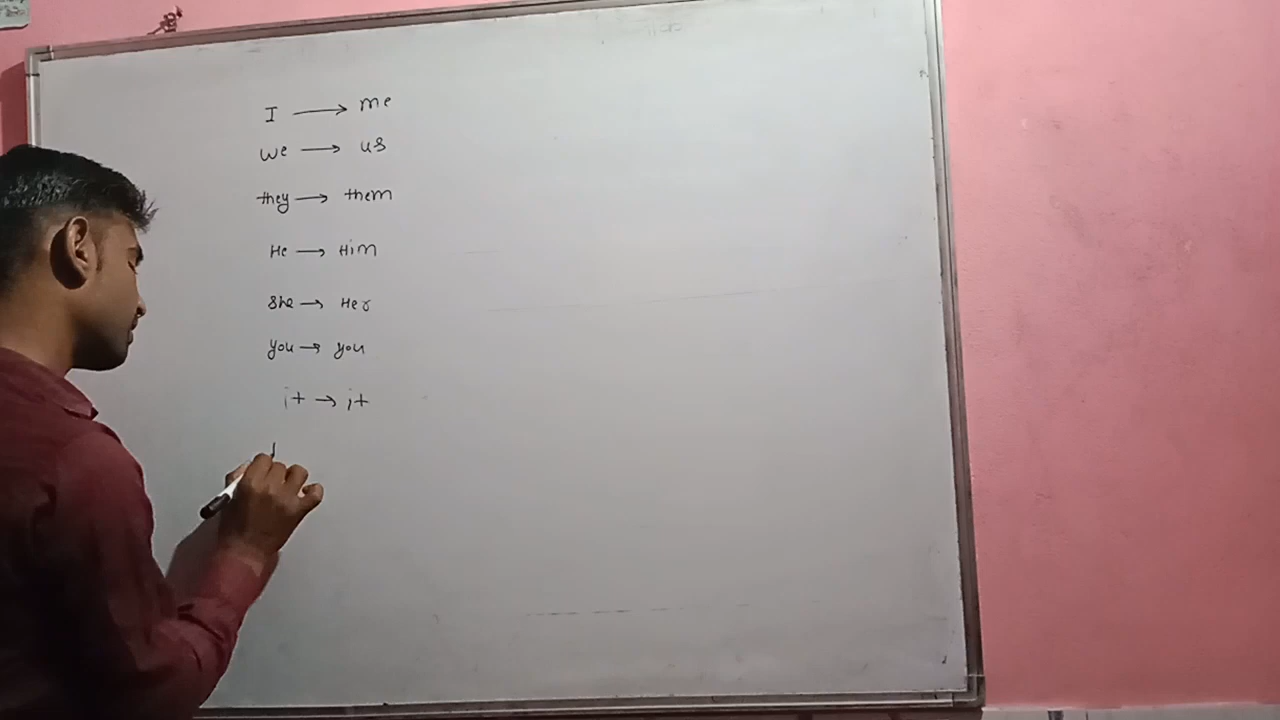 I → me
we → us
they → them
He → Him
She → Her
you → you
it → it